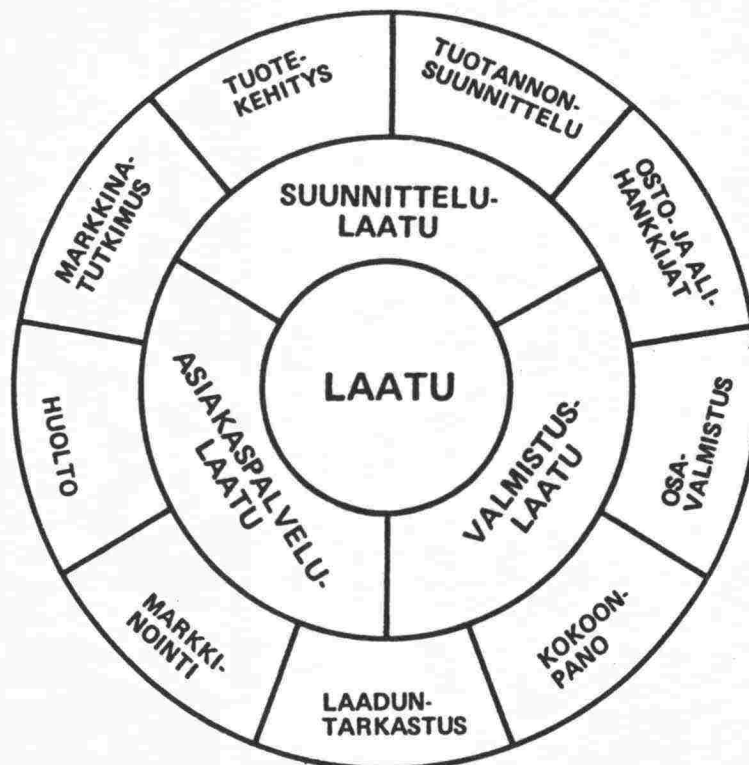 TUOTE-
KEHITYS
TUOTANNON-
SUUNNITTELU
OSTO- JA ALI-
HANKKIJAT
OSA-
VALMISTUS
KOKOON-
PANO
LAADUN-
TARKASTUS
MARKKI-
NOINTI
HUOLTO
MARKKINA-
TUTKIMUS
SUUNNITTELU-
LAATU
VALMISTUS-
LAATU
ASIAKASPALVELU-
LAATU
LAATU